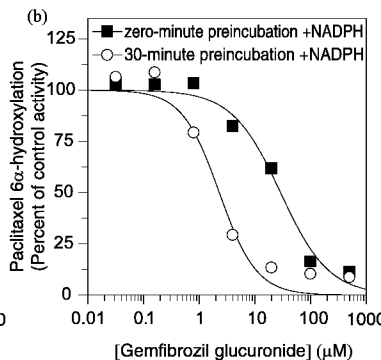 (b)
zero-minute preincubation +NADPH
30-minute preincubation +NADPH
Paclitaxel 6α-hydroxylation
(Percent of control activity)
125
100
75
50
25
0
0.01 0.1 1 10 100 1000
[Gemfibrozil glucuronide] (μM)